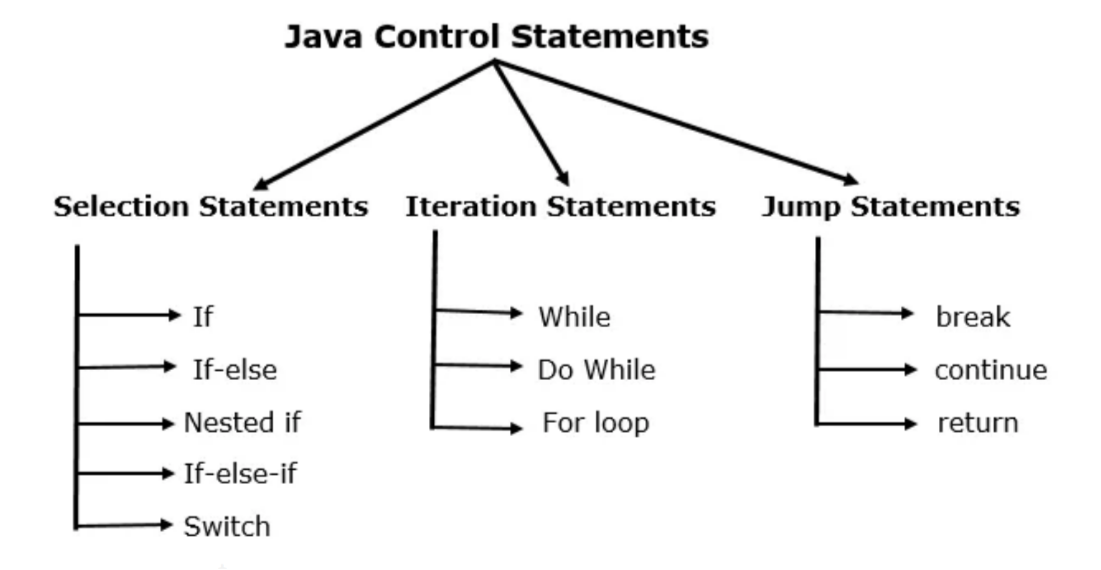 Java Control Statements
Selection Statements
If
If-else
Nested if
If-else-if
Switch
Iteration Statements
While
Do While
For loop
Jump Statements
break
continue
return